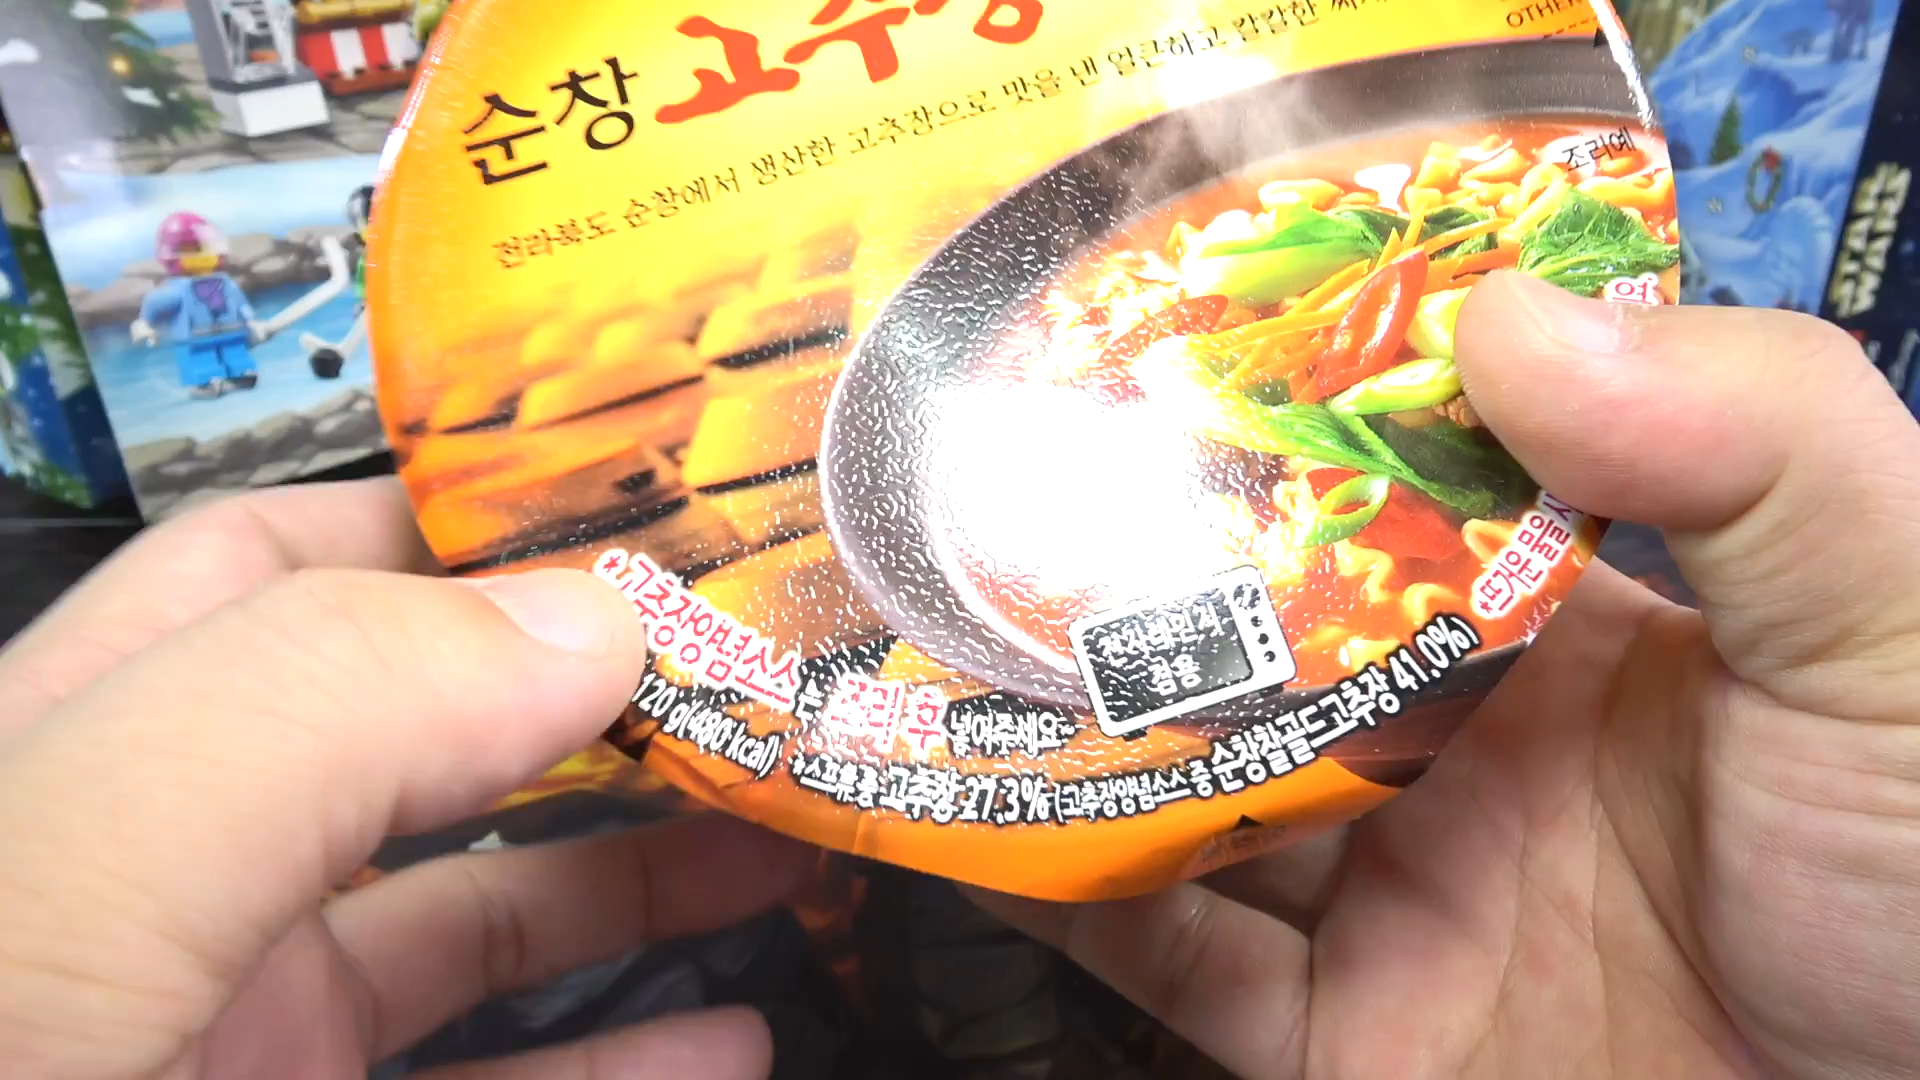 OTHER
순창 고추장
전라북도 순창에서 생산한 고추장으로 맛을 낸 얼큰하고 칼칼한
조리예
STAR WARS
*뜨거운 물을
*고추장양념소스는 조리 후 넣어주세요
전자레인지
겸용
120 g(480 kcal)
*스프류 중 고추장 27.3% (고추장양념소스 중 순창찰골드고추장 41.0%)